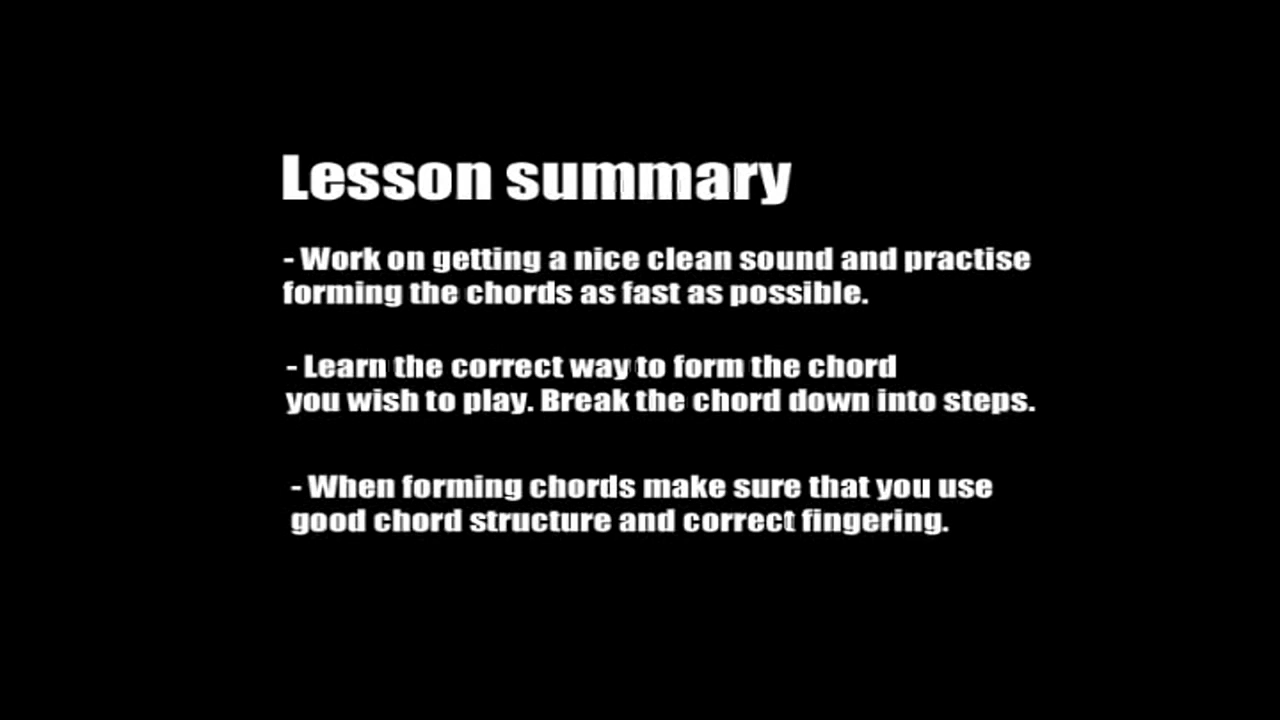 Lesson summary
- Work on getting a nice clean sound and practise
forming the chords as fast as possible.
- Learn the correct way to form the chord
you wish to play. Break the chord down into steps.
- When forming chords make sure that you use
good chord structure and correct fingering.